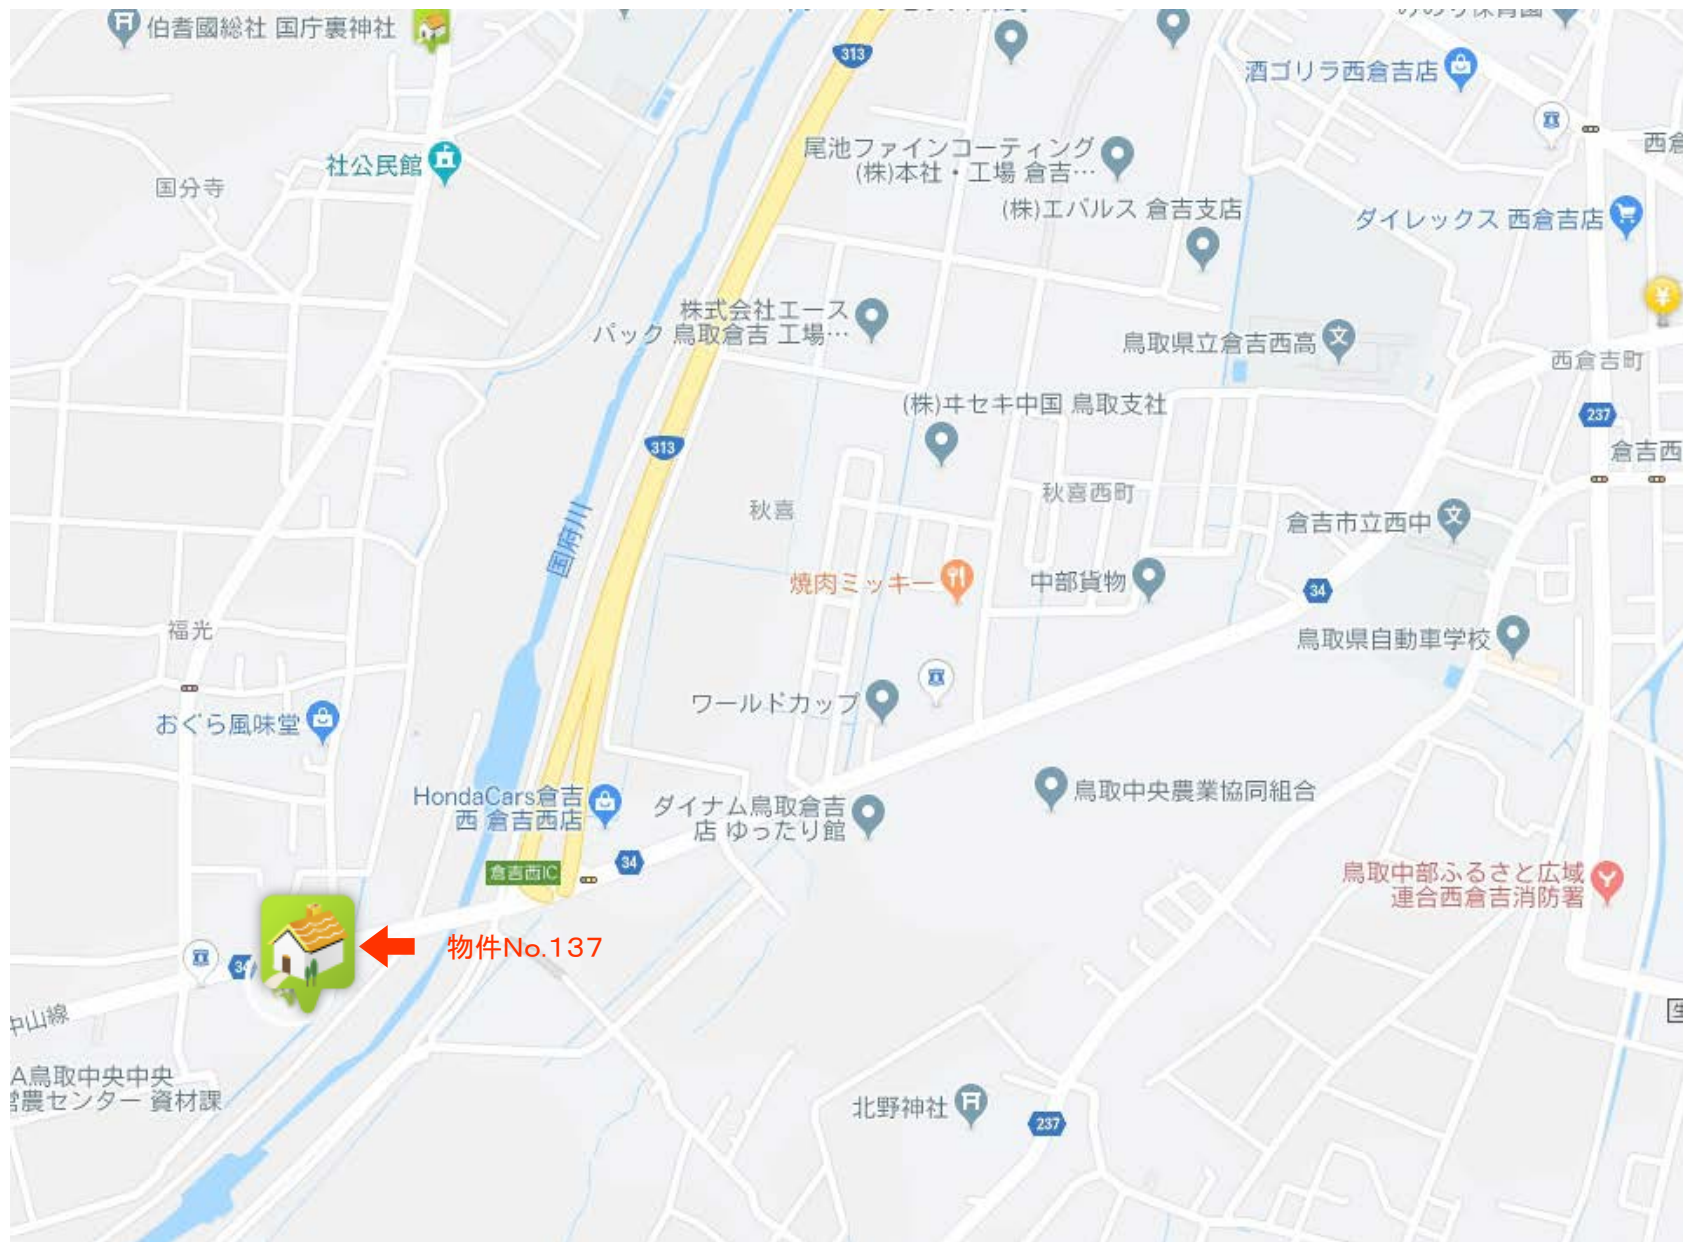 伯耆國総社 国庁裏神社
313
酒ゴリラ西倉吉店
社公民館
国分寺
尾池ファインコーティング
(株)本社・工場 倉吉…
(株)エバルス 倉吉支店
ダイレックス 西倉吉店
株式会社エース
パック 鳥取倉吉 工場…
鳥取県立倉吉西高
文
西倉吉町
(株)ヰセキ中国 鳥取支社
237
313
倉吉西
秋喜
秋喜西町
国府川
倉吉市立西中
文
焼肉ミッキー
中部貨物
34
福光
鳥取県自動車学校
おぐら風味堂
ワールドカップ
HondaCars倉吉
西 倉吉西店
ダイナム鳥取倉吉
店 ゆったり館
鳥取中央農業協同組合
倉吉西IC
34
鳥取中部ふるさと広域
連合西倉吉消防署
物件No.137
34
中山線
A鳥取中央中央
営農センター 資材課
北野神社
237